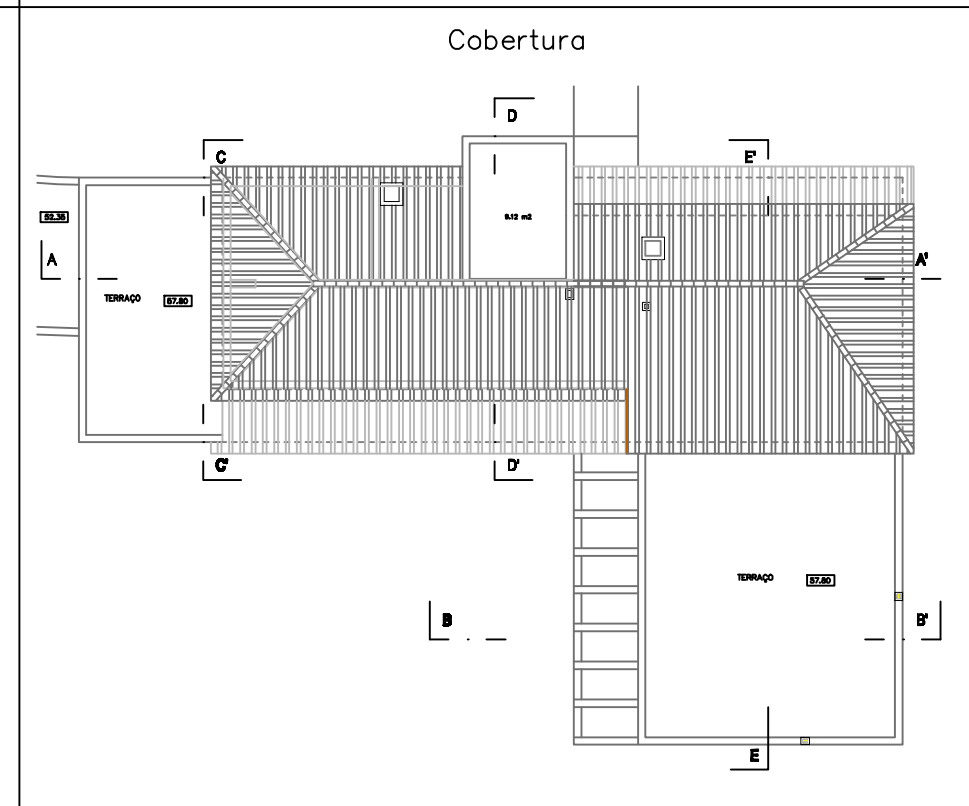 Cobertura
D
C
E'
52.35
9.12 m2
A
A'
TERRAÇO
57.80
C'
D'
TERRAÇO
57.80
B
B'
E